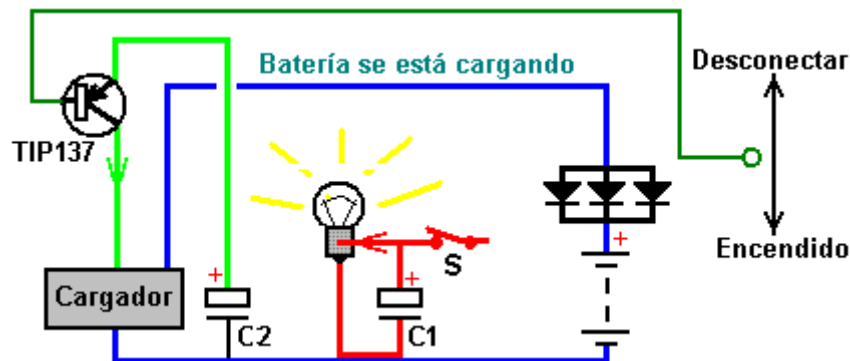 Batería se está cargando
Desconectar
TIP137
Encendido
S
Cargador
C2
C1
+
+
+